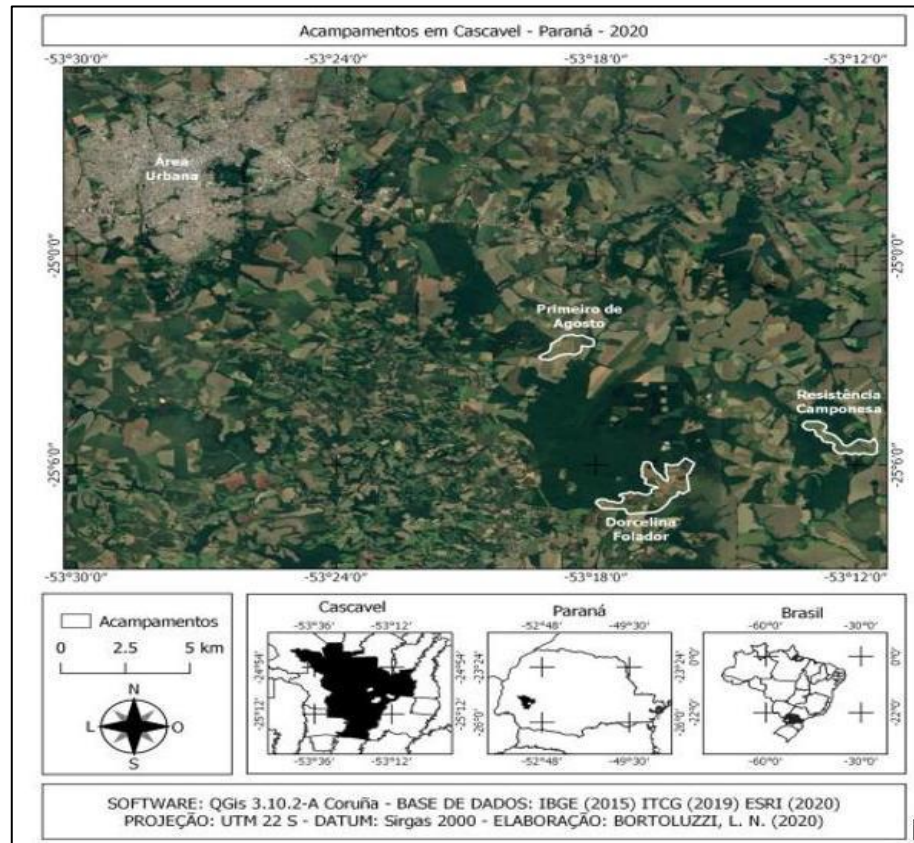 Acampamentos em Cascavel - Paraná - 2020
-53°30'0"
-53°24'0"
-53°18'0"
-53°12'0"
Área
Urbana
-25°0'0"
-25°0'0"
Primeiro de
Agosto
Resistência
Camponesa
-25°6'0"
-25°6'0"
Dorcelina
Folador
-53°30'0"
-53°24'0"
-53°18'0"
-53°12'0"
Acampamentos
0 2.5 5 km
N
L O
S
Cascavel
-53°36' -53°12'
-24°54'
-24°54'
-25°12'
-25°12'
-53°36' -53°12'
Paraná
-52°48' -49°30'
-23°24'
-23°24'
-26°0'
-26°0'
-52°48' -49°30'
Brasil
-60°0' -30°0'
0°0'
0°0'
-22°0'
-22°0'
-60°0' -30°0'
SOFTWARE: QGis 3.10.2-A Coruña - BASE DE DADOS: IBGE (2015) ITCG (2019) ESRI (2020)
PROJEÇÃO: UTM 22 S - DATUM: Sirgas 2000 - ELABORAÇÃO: BORTOLUZZI, L. N. (2020)